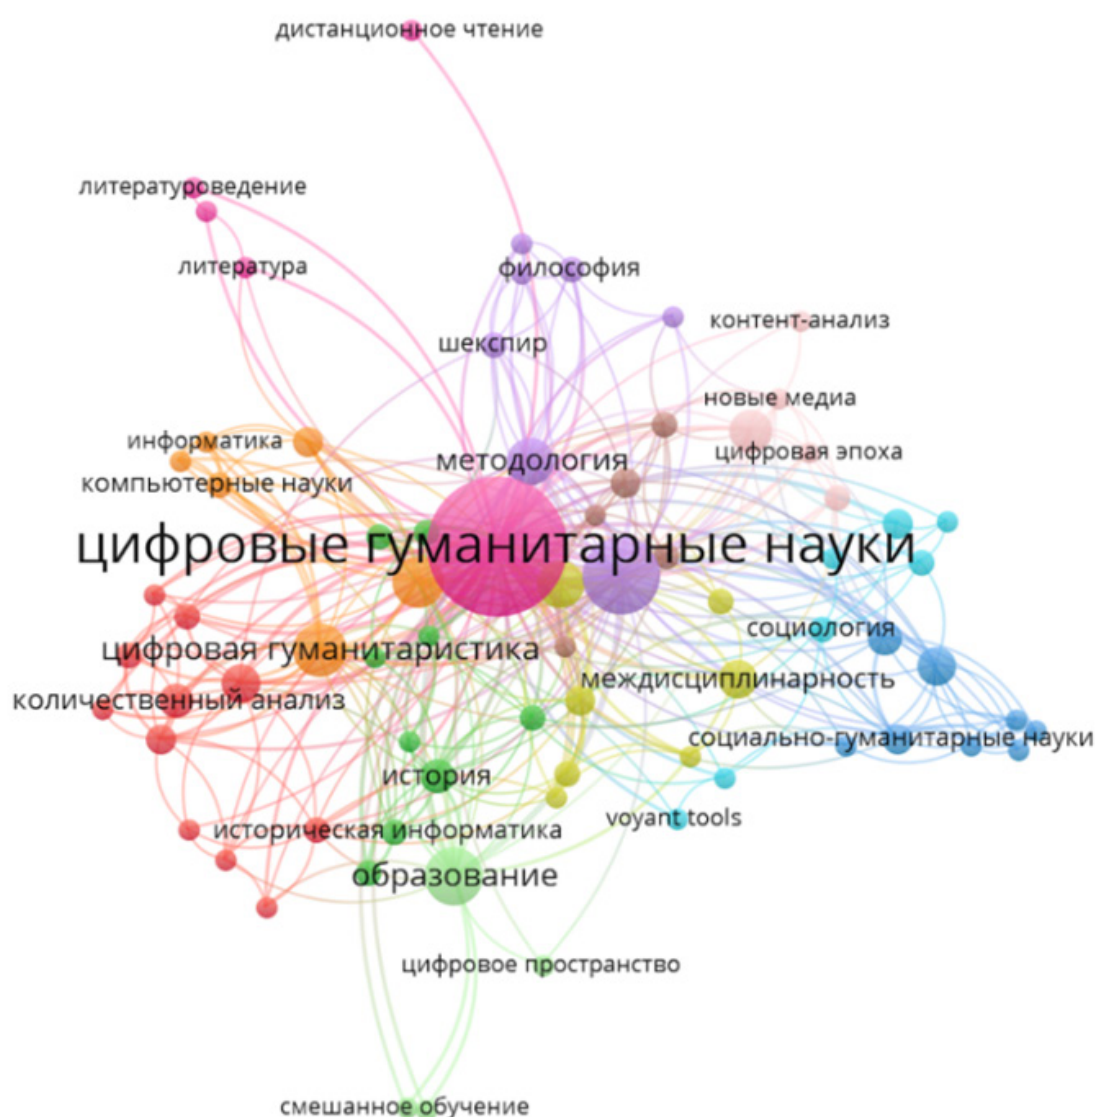 дистанционное чтение
литературоведение
литература
философия
контент-анализ
шекспир
новые медиа
информатика
цифровая эпоха
методология
компьютерные науки
цифровые гуманитарные науки
социология
цифровая гуманитаристика
междисциплинарность
количественный анализ
социально-гуманитарные науки
история
voyant tools
историческая информатика
образование
цифровое пространство
смешанное обучение